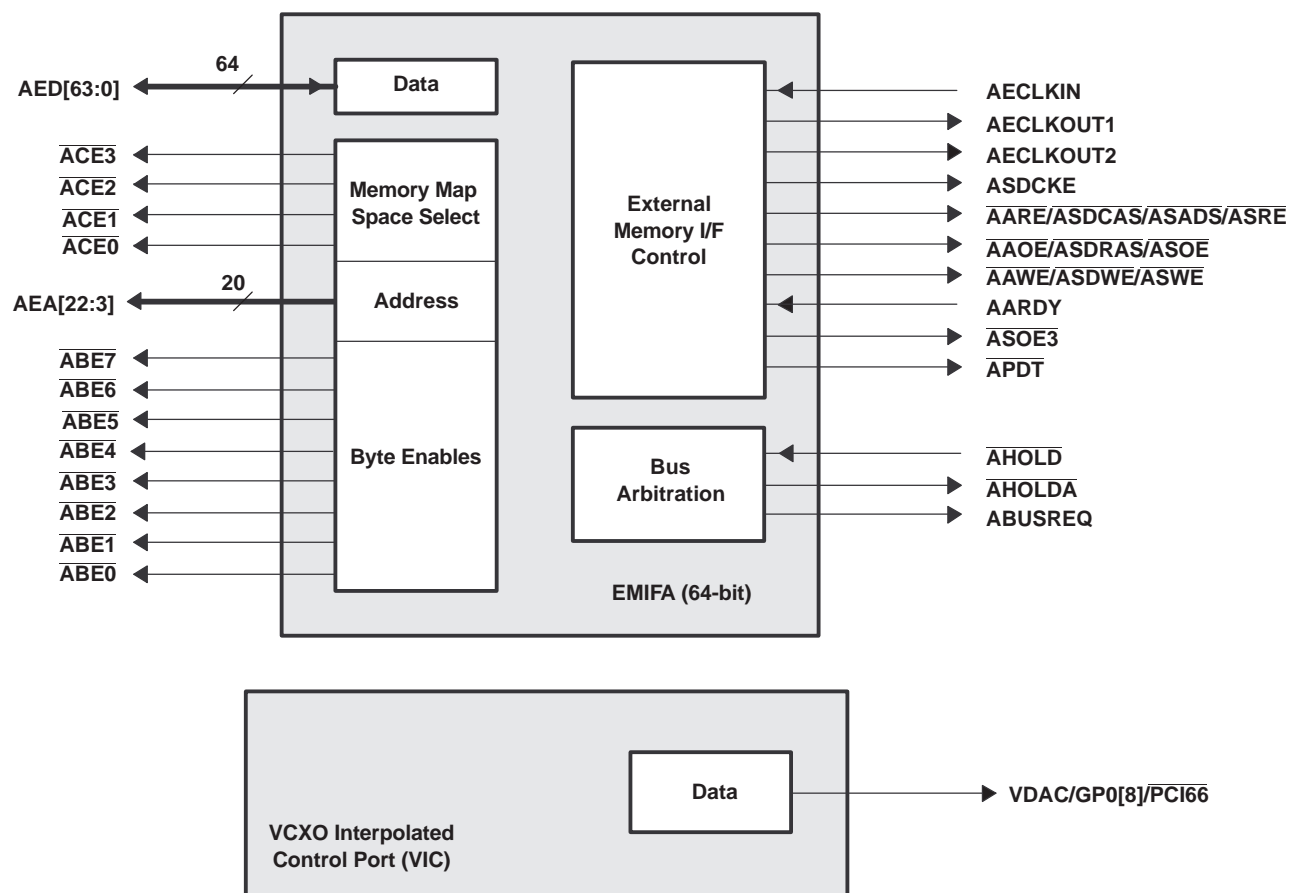 64
AED[63:0]
Data
ACE3
ACE2
ACE1
ACE0
Memory Map
Space Select
20
AEA[22:3]
Address
ABE7
ABE6
ABE5
ABE4
ABE3
ABE2
ABE1
ABE0
Byte Enables
External
Memory I/F
Control
AECLKIN
AECLKOUT1
AECLKOUT2
ASDCKE
AARE/ASDCAS/ASADS/ASRE
AAOE/ASDRAS/ASOE
AAWE/ASDWE/ASWE
AARDY
ASOE3
APDT
Bus
Arbitration
AHOLD
AHOLDA
ABUSREQ
EMIFA (64-bit)
Data
VDAC/GP0[8]/PCI66
VCXO Interpolated
Control Port (VIC)